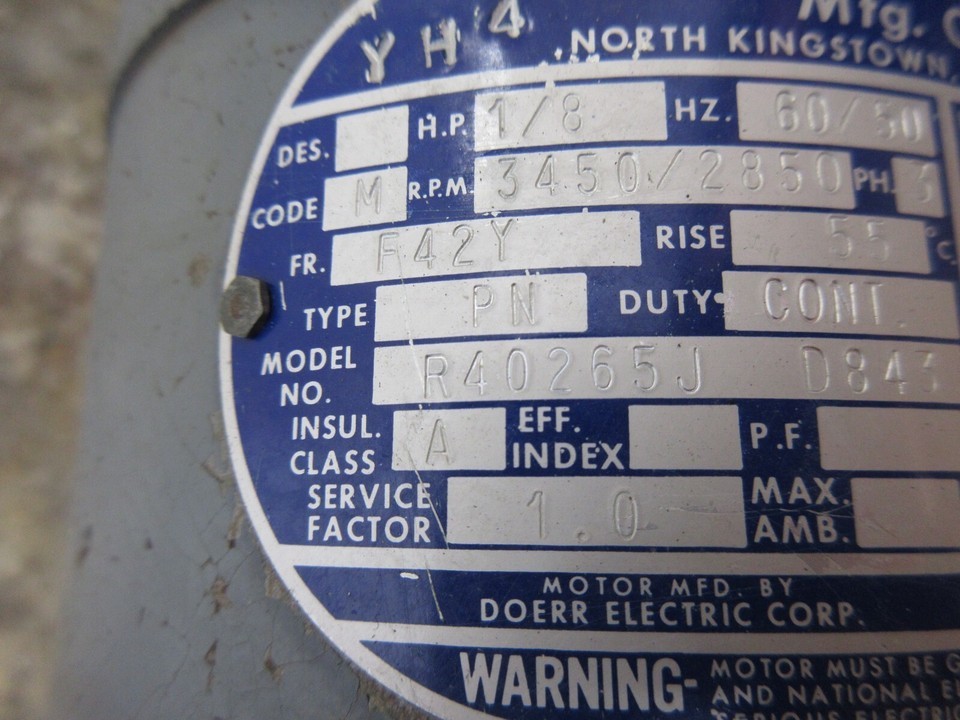 YH4
Mfg.
NORTH KINGSTOWN,
DES. H.P. 1/8 HZ. 60/50
CODE M R.P.M. 3450/2850 PH. 3
FR. F42Y RISE 55 °C.
TYPE PN DUTY CONT.
MODEL NO. R40265J D843
INSUL. CLASS A EFF. INDEX P.F.
SERVICE FACTOR 1.0 MAX. AMB.
MOTOR MFD. BY
DOERR ELECTRIC CORP.
WARNING- MOTOR MUST BE
AND NATIONAL